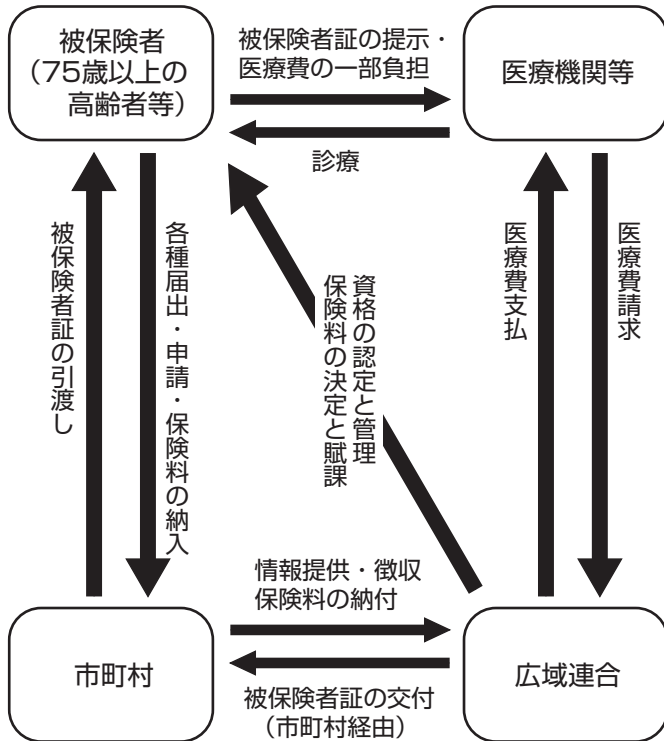 被保険者
（75歳以上の
高齢者等）
被保険者証の提示・
医療費の一部負担
医療機関等
診療
被保険者証の引渡し
各種届出・申請・保険料の納入
資格の認定と管理
保険料の決定と賦課
医療費支払
医療費請求
情報提供・徴収
保険料の納付
市町村
広域連合
被保険者証の交付
（市町村経由）